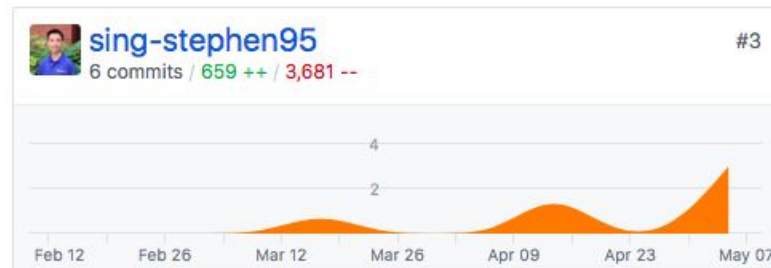 sing-stephen95
#3
6 commits / 659 ++ / 3,681 --
4
2
Feb 12 Feb 26 Mar 12 Mar 26 Apr 09 Apr 23 May 07